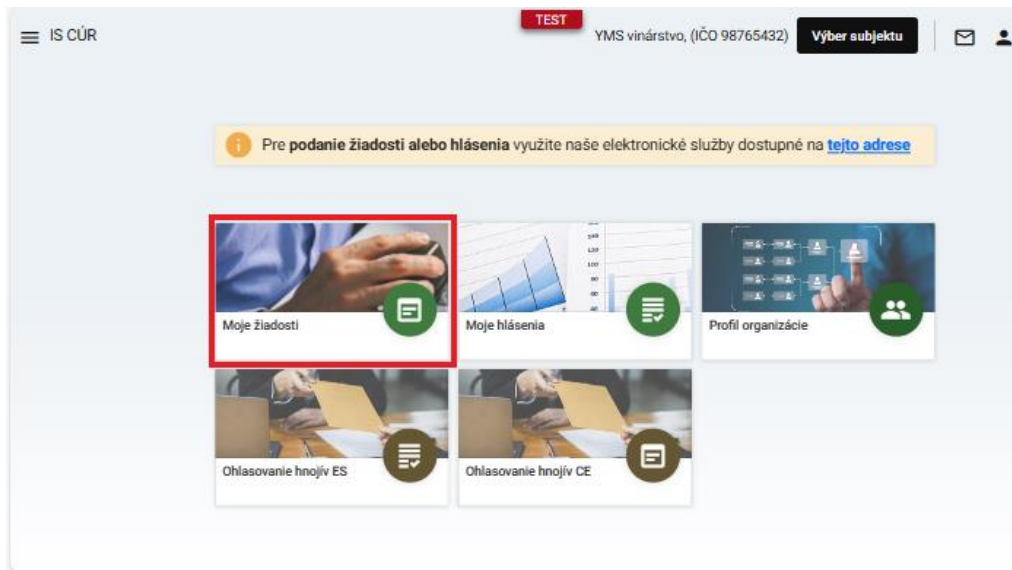 TEST
IS CÚR
YMS vinárstvo, (IČO 98765432)
Výber subjektu
Pre podanie žiadosti alebo hlásenia využite naše elektronické služby dostupné na tejto adrese
Moje žiadosti
Moje hlásenia
Profil organizácie
Ohlasovanie hnojív ES
Ohlasovanie hnojív CE